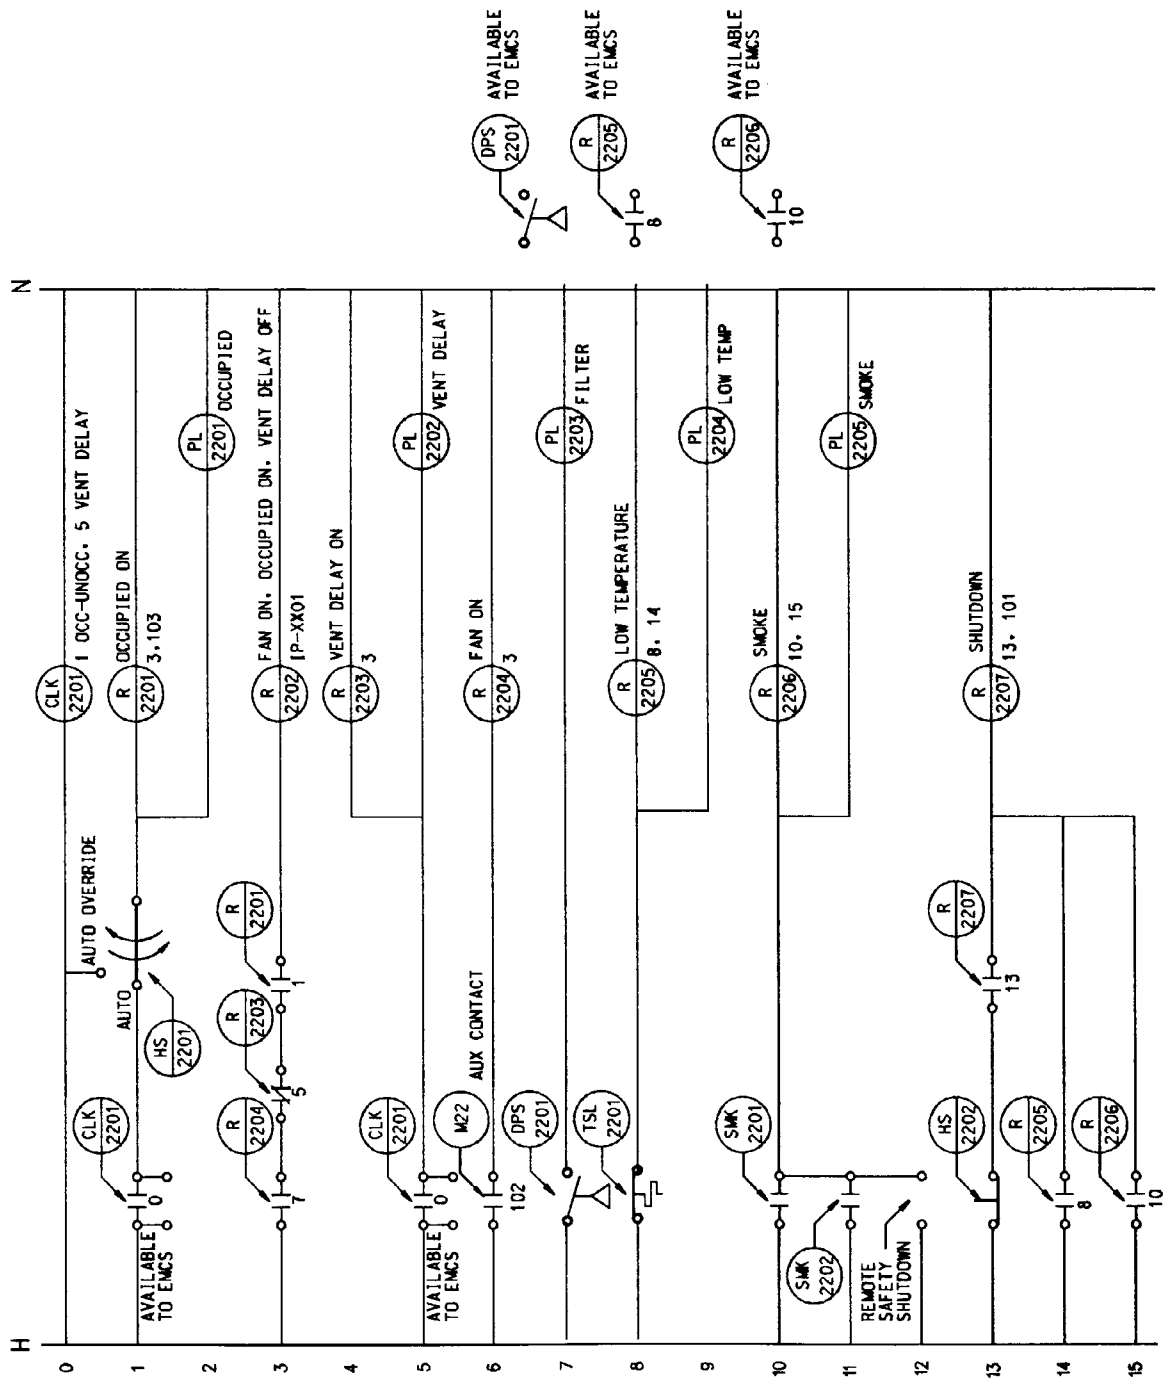 H
N
0
CLK
2201
1 OCC-UNOCC. 5 VENT DELAY
AUTO OVERRIDE
1
AVAILABLE
TO EMCS
CLK
2201
0
AUTO
HS
2201
R
2201
OCCUPIED ON
3.103
2
PL
2201
OCCUPIED
3
R
2204
7
R
2203
5
R
2201
1
R
2202
FAN ON. OCCUPIED ON. VENT DELAY OFF
IP-XX01
4
R
2203
VENT DELAY ON
3
5
AVAILABLE
TO EMCS
CLK
2201
0
PL
2202
VENT DELAY
6
M22
AUX CONTACT
102
R
2204
FAN ON
3
7
DPS
2201
PL
2203
FILTER
8
TSL
2201
R
2205
LOW TEMPERATURE
8. 14
9
PL
2204
LOW TEMP
10
SMK
2201
R
2206
SMOKE
10. 15
11
SMK
2202
PL
2205
SMOKE
12
REMOTE
SAFETY
SHUTDOWN
13
HS
2202
R
2207
13
R
2207
SHUTDOWN
13. 101
14
R
2205
8
15
R
2206
10
DPS
2201
AVAILABLE
TO EMCS
R
2205
AVAILABLE
TO EMCS
8
R
2206
AVAILABLE
TO EMCS
10